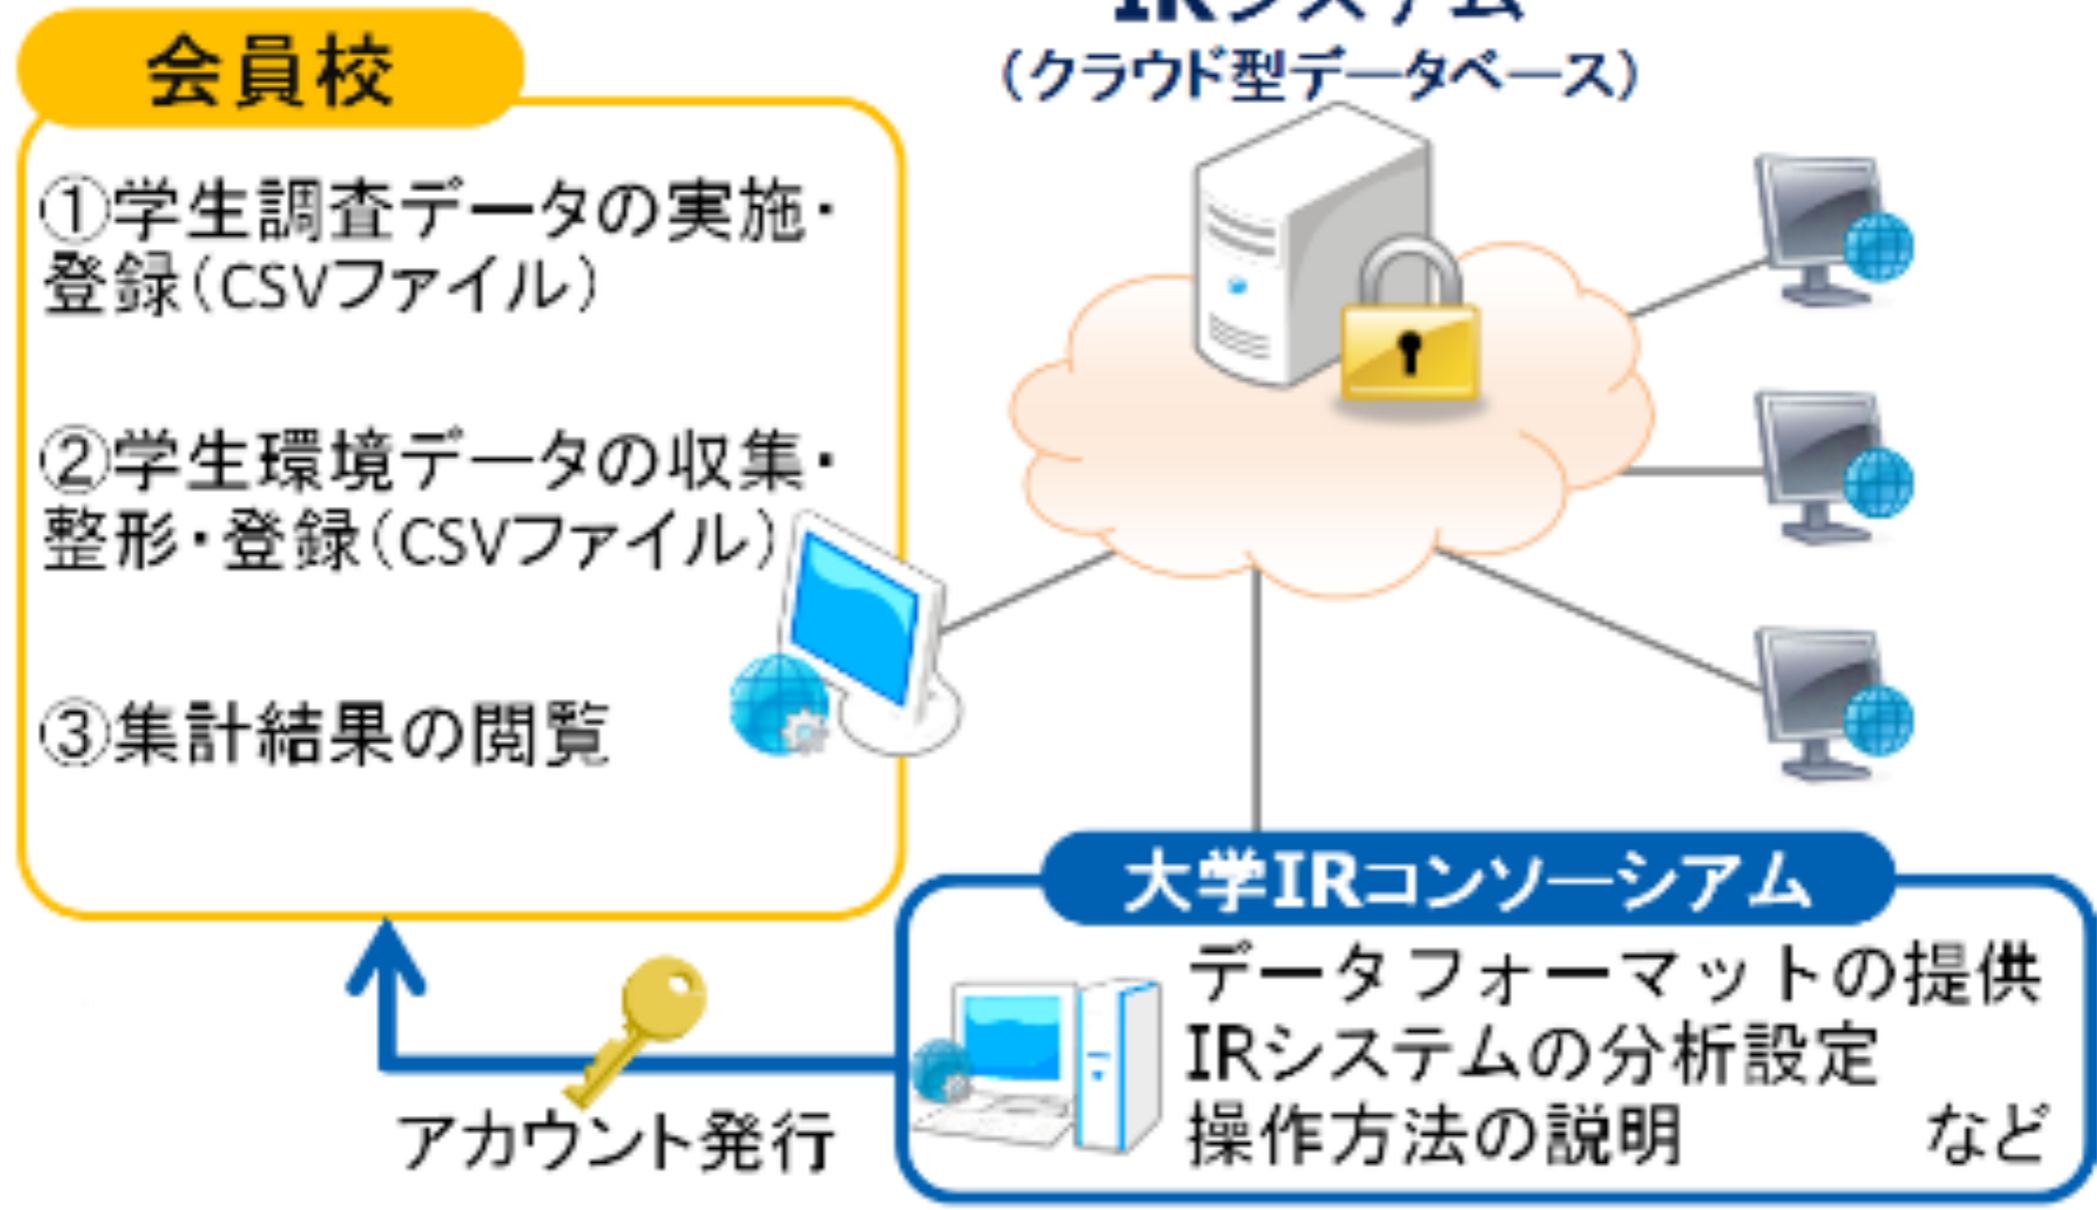 会員校
①学生調査データの実施・
登録(CSVファイル)
②学生環境データの収集・
整形・登録(CSVファイル)
③集計結果の閲覧
IRシステム
(クラウド型データベース)
大学IRコンソーシアム
データフォーマットの提供
IRシステムの分析設定
操作方法の説明 など
アカウント発行